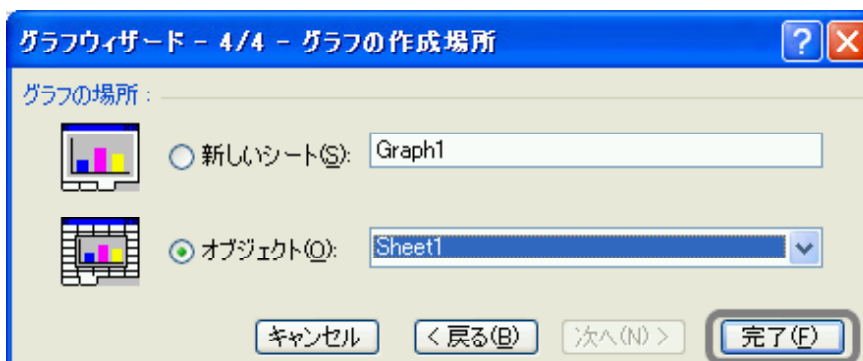 グラフウィザード - 4/4 - グラフの作成場所
グラフの場所 :
新しいシート(S): Graph1
オブジェクト(O): Sheet1
キャンセル < 戻る(B) 次へ(N) > 完了(F)